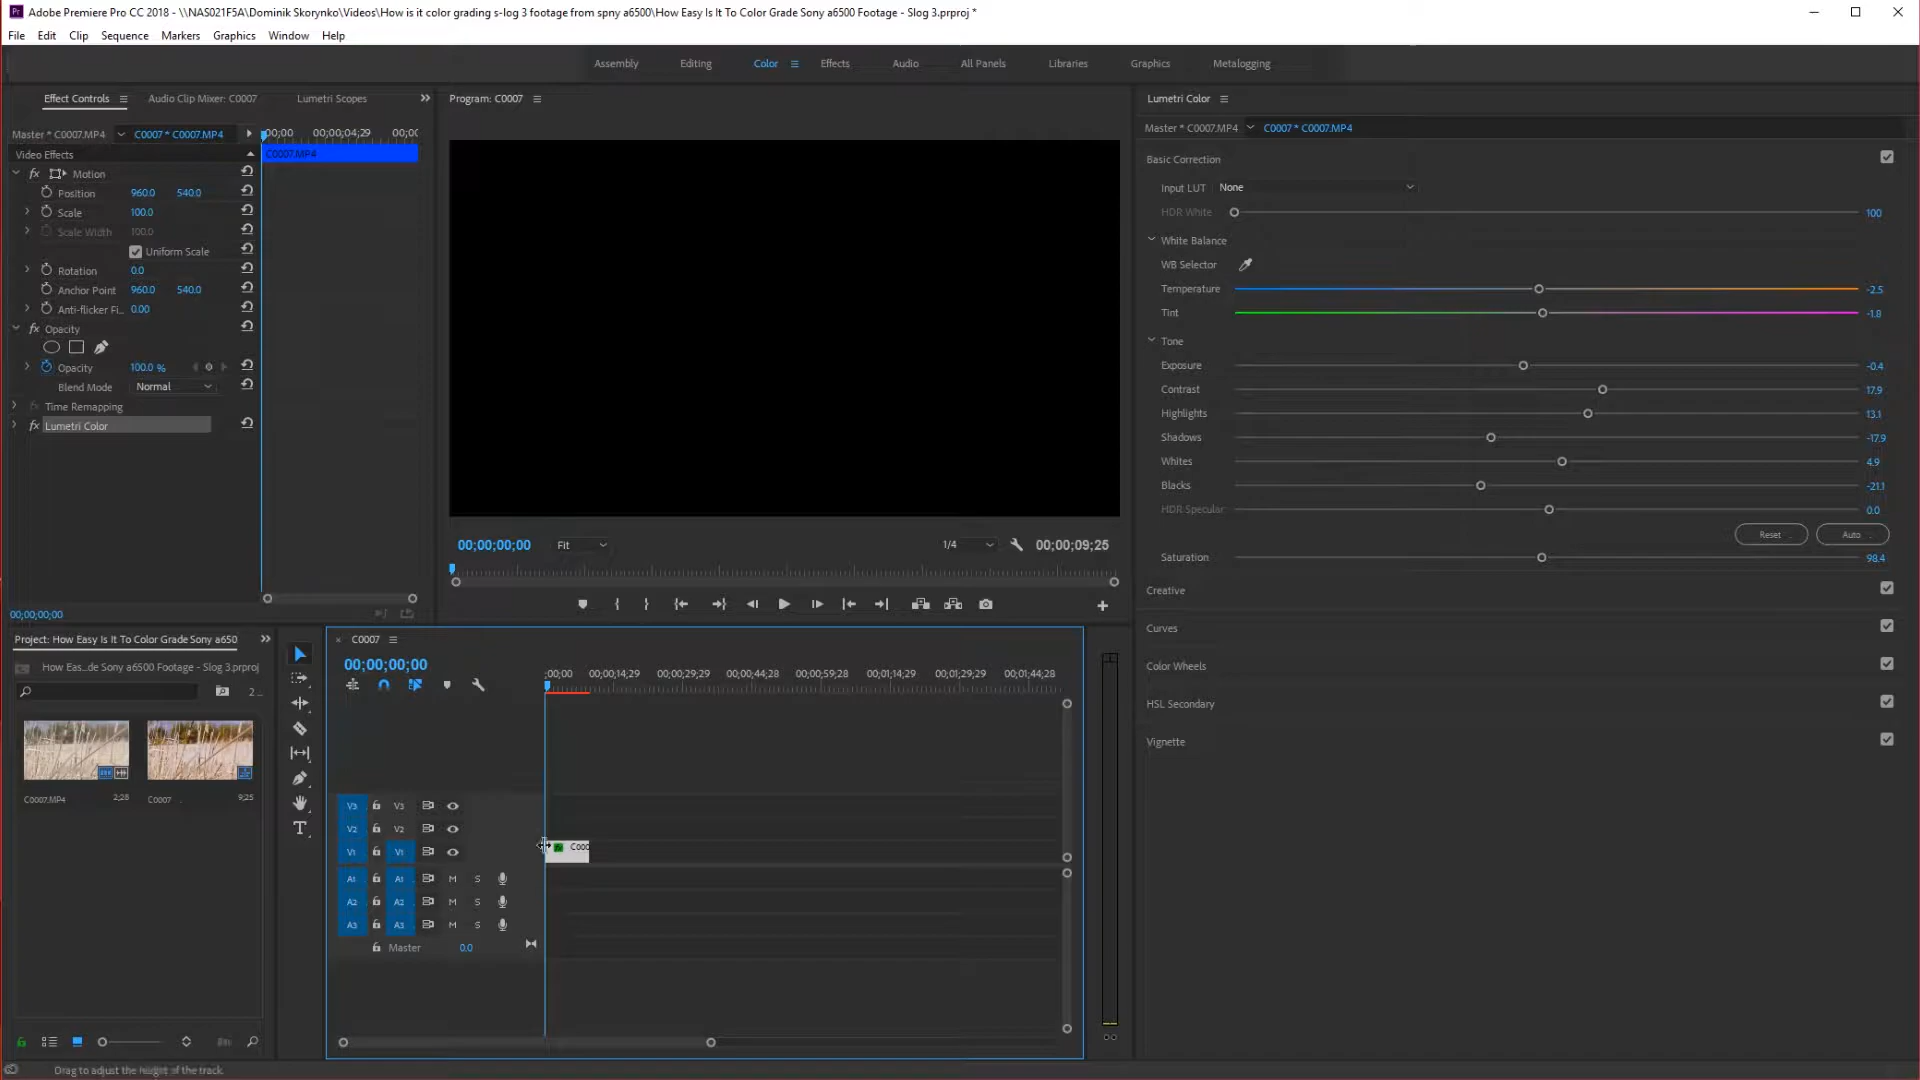 Adobe Premiere Pro CC 2018 - \\NAS021F5A\Dominik Skorynko\Videos\How is it color grading s-log 3 footage from spny a6500\How Easy Is It To Color Grade Sony a6500 Footage - Slog 3.prproj *
File Edit Clip Sequence Markers Graphics Window Help
Assembly Editing Color Effects Audio All Panels Libraries Graphics Metalogging
Effect Controls Audio Clip Mixer: C0007 Lumetri Scopes
Program: C0007
Lumetri Color
Master * C0007.MP4 C0007 * C0007.MP4
:00;00 00;00;04;29 00;0
Video Effects
C0007.MP4
fx Motion
Position 960.0 540.0
Scale 100.0
Scale Width 100.0
Uniform Scale
Rotation 0.0
Anchor Point 960.0 540.0
Anti-flicker Fi... 0.00
fx Opacity
Opacity 100.0 %
Blend Mode Normal
Time Remapping
fx Lumetri Color
00;00;00;00
00;00;00;00 Fit 1/4 00;00;09;25
Master * C0007.MP4 C0007 * C0007.MP4
Basic Correction
Input LUT None
HDR White 100
White Balance
WB Selector
Temperature -2.5
Tint -1.8
Tone
Exposure -0.4
Contrast 17.9
Highlights 13.1
Shadows -17.9
Whites 4.9
Blacks -21.1
HDR Specular 0.0
Reset Auto
Saturation 98.4
Creative
Curves
Color Wheels
HSL Secondary
Vignette
Project: How Easy Is It To Color Grade Sony a650
How Eas...de Sony a6500 Footage - Slog 3.prproj
2...
C0007.MP4 2;28
C0007 9;25
C0007
00;00;00;00
;00;00 00;00;14;29 00;00;29;29 00;00;44;28 00;00;59;28 00;01;14;29 00;01;29;29 00;01;44;28
V3 V3
V2 V2
V1 V1
fx C000
A1 A1 M S
A2 A2 M S
A3 A3 M S
Master 0.0
Drag to adjust the height of the track.